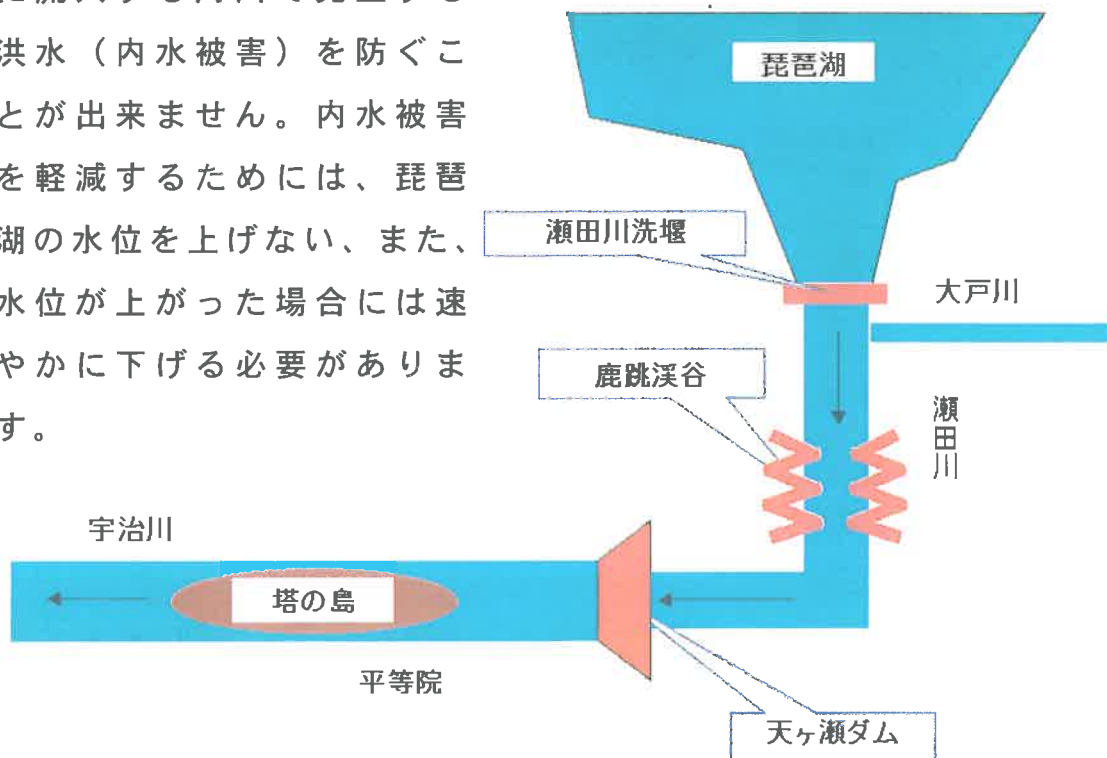 洪水（内水被害）を防ぐこ
とが出来ません。内水被害
を軽減するためには、琵琶
湖の水位を上げない、また、
水位が上がった場合には速
やかに下げる必要がありま
す。
琵琶湖
瀬田川洗堰
大戸川
鹿跳渓谷
瀬田川
宇治川
塔の島
平等院
天ヶ瀬ダム